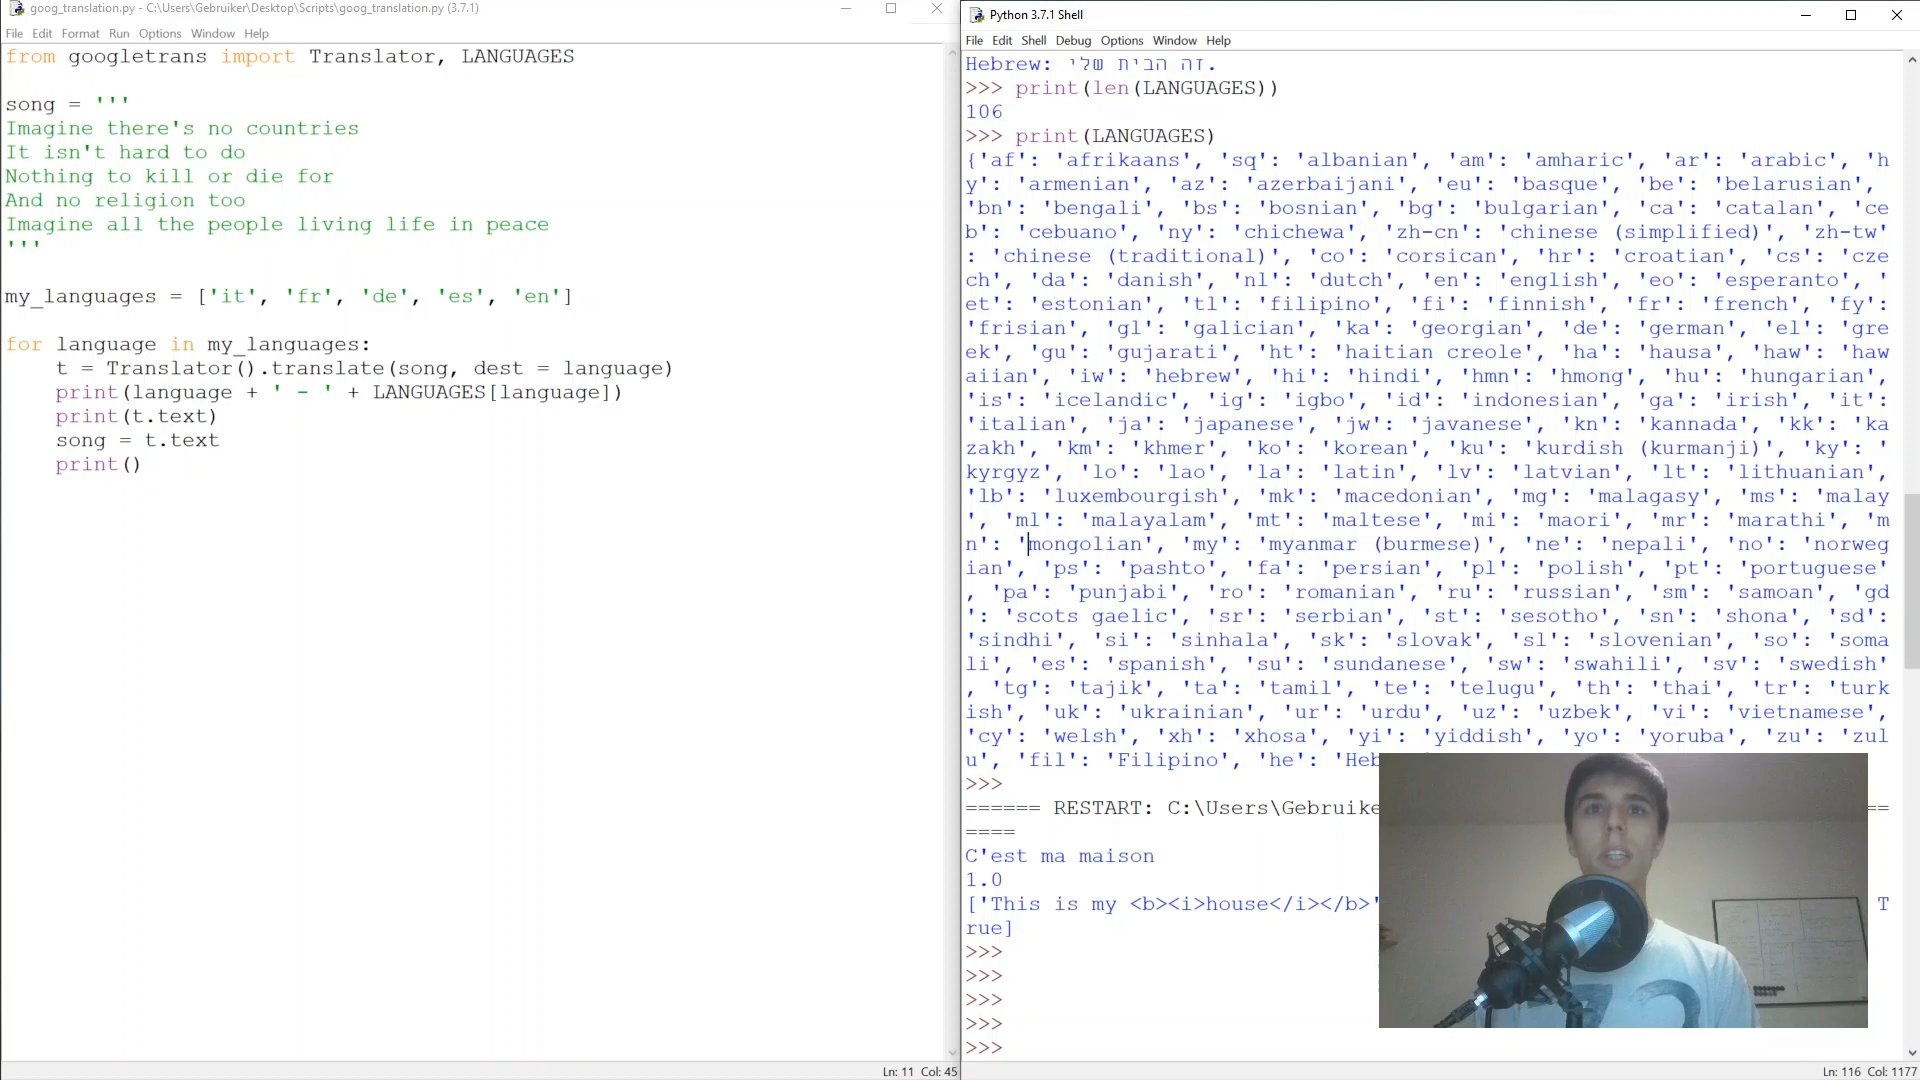 goog_translation.py - C:\Users\Gebruiker\Desktop\Scripts\goog_translation.py (3.7.1)
File Edit Format Run Options Window Help
from googletrans import Translator, LANGUAGES
song = '''
Imagine there's no countries
It isn't hard to do
Nothing to kill or die for
And no religion too
Imagine all the people living life in peace
'''
my_languages = ['it', 'fr', 'de', 'es', 'en']
for language in my_languages:
    t = Translator().translate(song, dest = language)
    print(language + ' - ' + LANGUAGES[language])
    print(t.text)
    song = t.text
    print()
Ln: 11 Col: 45
Python 3.7.1 Shell
File Edit Shell Debug Options Window Help
Hebrew: זה הבית שלי.
>>> print(len(LANGUAGES))
106
>>> print(LANGUAGES)
{'af': 'afrikaans', 'sq': 'albanian', 'am': 'amharic', 'ar': 'arabic', 'h
y': 'armenian', 'az': 'azerbaijani', 'eu': 'basque', 'be': 'belarusian',
'bn': 'bengali', 'bs': 'bosnian', 'bg': 'bulgarian', 'ca': 'catalan', 'ce
b': 'cebuano', 'ny': 'chichewa', 'zh-cn': 'chinese (simplified)', 'zh-tw'
: 'chinese (traditional)', 'co': 'corsican', 'hr': 'croatian', 'cs': 'cze
ch', 'da': 'danish', 'nl': 'dutch', 'en': 'english', 'eo': 'esperanto', '
et': 'estonian', 'tl': 'filipino', 'fi': 'finnish', 'fr': 'french', 'fy':
'frisian', 'gl': 'galician', 'ka': 'georgian', 'de': 'german', 'el': 'gre
ek', 'gu': 'gujarati', 'ht': 'haitian creole', 'ha': 'hausa', 'haw': 'haw
aiian', 'iw': 'hebrew', 'hi': 'hindi', 'hmn': 'hmong', 'hu': 'hungarian',
'is': 'icelandic', 'ig': 'igbo', 'id': 'indonesian', 'ga': 'irish', 'it':
'italian', 'ja': 'japanese', 'jw': 'javanese', 'kn': 'kannada', 'kk': 'ka
zakh', 'km': 'khmer', 'ko': 'korean', 'ku': 'kurdish (kurmanji)', 'ky': '
kyrgyz', 'lo': 'lao', 'la': 'latin', 'lv': 'latvian', 'lt': 'lithuanian',
'lb': 'luxembourgish', 'mk': 'macedonian', 'mg': 'malagasy', 'ms': 'malay
', 'ml': 'malayalam', 'mt': 'maltese', 'mi': 'maori', 'mr': 'marathi', 'm
n': 'mongolian', 'my': 'myanmar (burmese)', 'ne': 'nepali', 'no': 'norweg
ian', 'ps': 'pashto', 'fa': 'persian', 'pl': 'polish', 'pt': 'portuguese'
, 'pa': 'punjabi', 'ro': 'romanian', 'ru': 'russian', 'sm': 'samoan', 'gd
': 'scots gaelic', 'sr': 'serbian', 'st': 'sesotho', 'sn': 'shona', 'sd':
'sindhi', 'si': 'sinhala', 'sk': 'slovak', 'sl': 'slovenian', 'so': 'soma
li', 'es': 'spanish', 'su': 'sundanese', 'sw': 'swahili', 'sv': 'swedish'
, 'tg': 'tajik', 'ta': 'tamil', 'te': 'telugu', 'th': 'thai', 'tr': 'turk
ish', 'uk': 'ukrainian', 'ur': 'urdu', 'uz': 'uzbek', 'vi': 'vietnamese',
'cy': 'welsh', 'xh': 'xhosa', 'yi': 'yiddish', 'yo': 'yoruba', 'zu': 'zul
u', 'fil': 'Filipino', 'he': 'Heb
>>>
====== RESTART: C:\Users\Gebruike ==
====
C'est ma maison
1.0
['This is my <b><i>house</i></b>' T
rue]
>>>
>>>
>>>
>>>
>>>
Ln: 116 Col: 1177